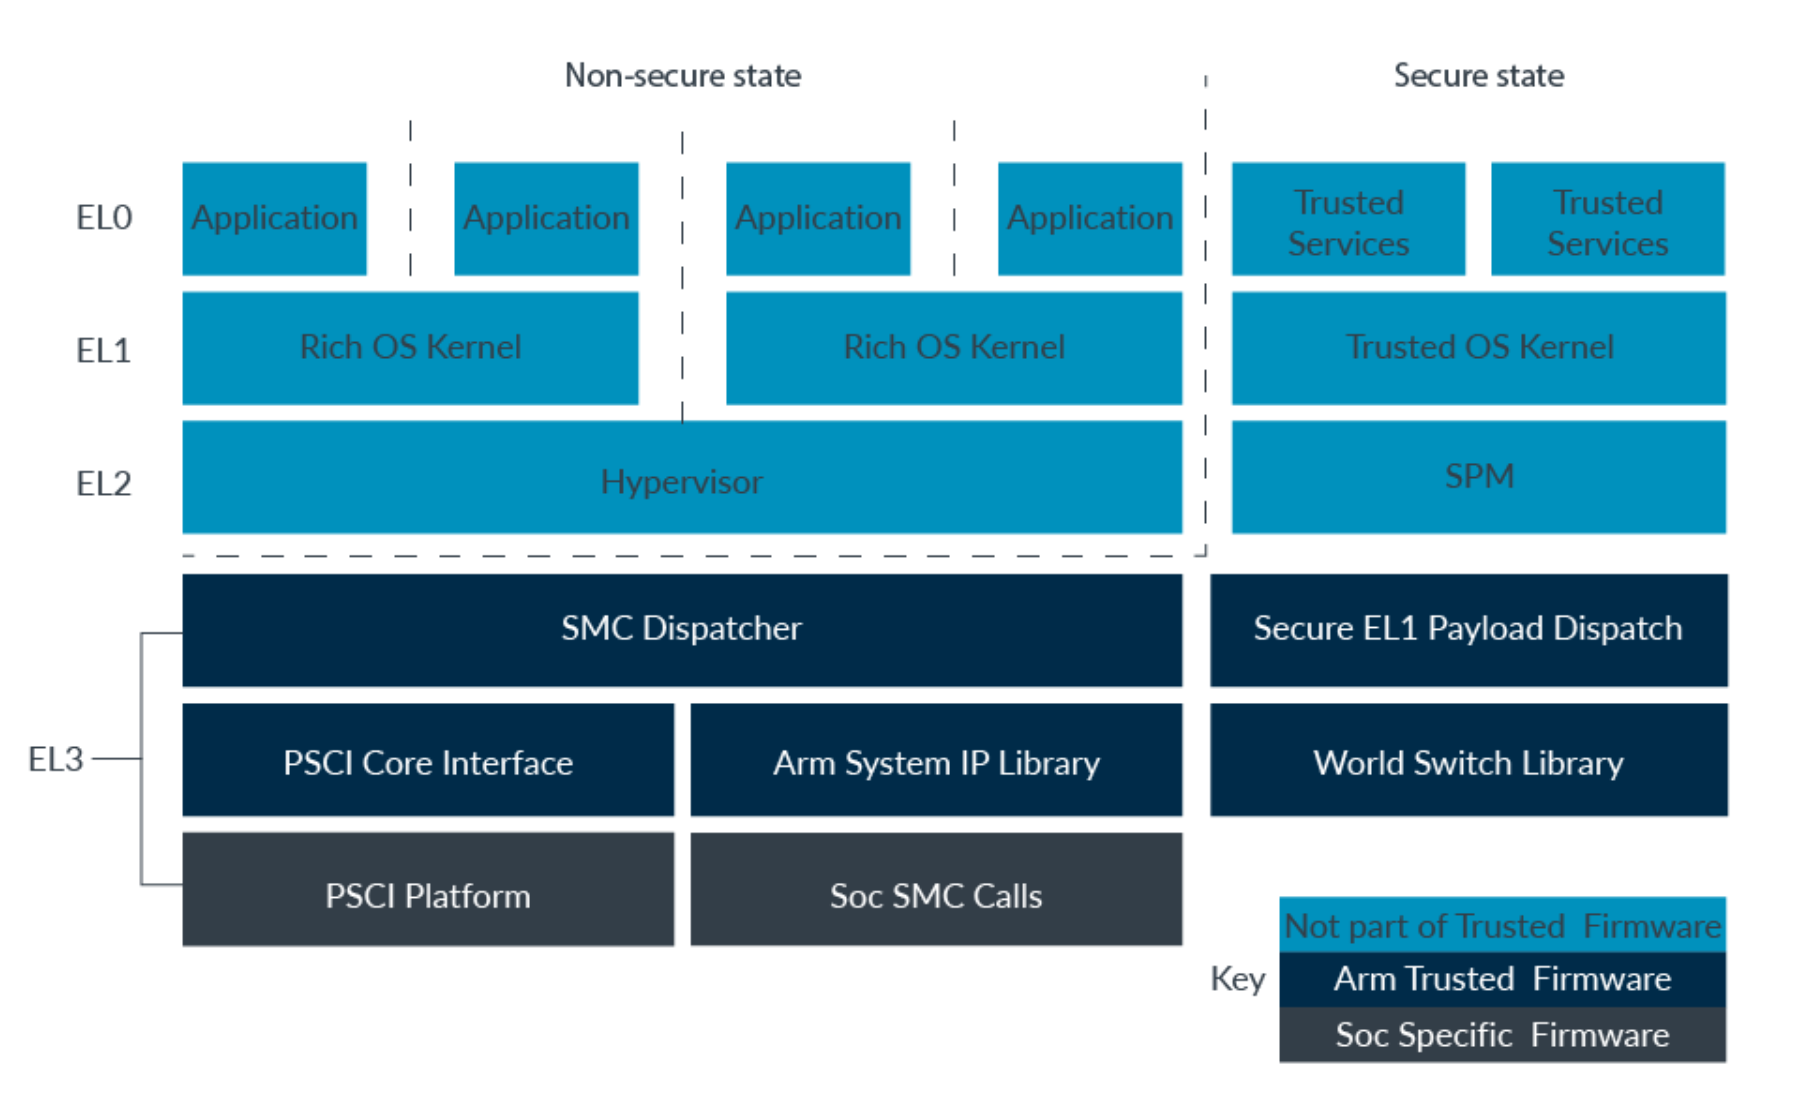 Non-secure state
Secure state
EL0
Application
Application
Application
Application
Trusted
Services
Trusted
Services
EL1
Rich OS Kernel
Rich OS Kernel
Trusted OS Kernel
EL2
Hypervisor
SPM
EL3
SMC Dispatcher
Secure EL1 Payload Dispatch
PSCI Core Interface
Arm System IP Library
World Switch Library
PSCI Platform
Soc SMC Calls
Key
Not part of Trusted Firmware
Arm Trusted Firmware
Soc Specific Firmware